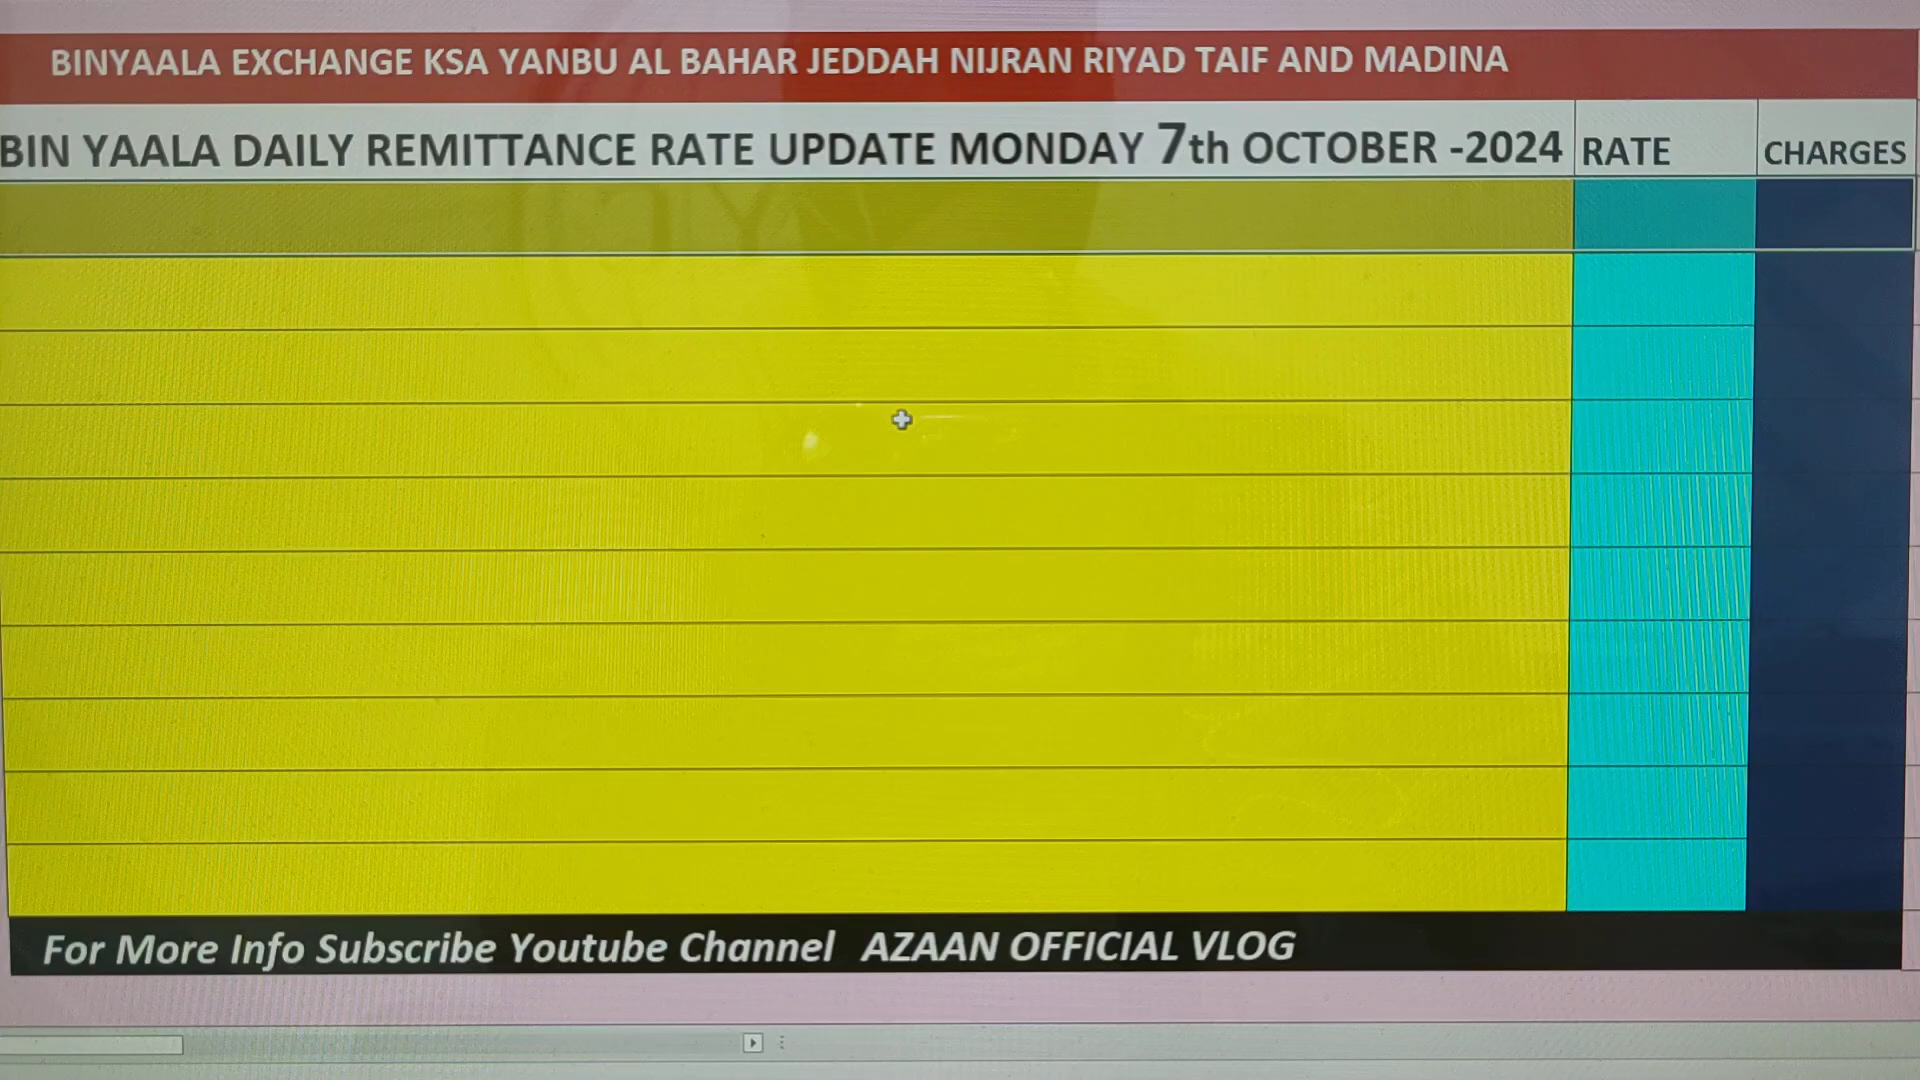 BINYAALA EXCHANGE KSA YANBU AL BAHAR JEDDAH NIJRAN RIYAD TAIF AND MADINA
BIN YAALA DAILY REMITTANCE RATE UPDATE MONDAY 7th OCTOBER -2024 RATE CHARGES
For More Info Subscribe Youtube Channel AZAAN OFFICIAL VLOG